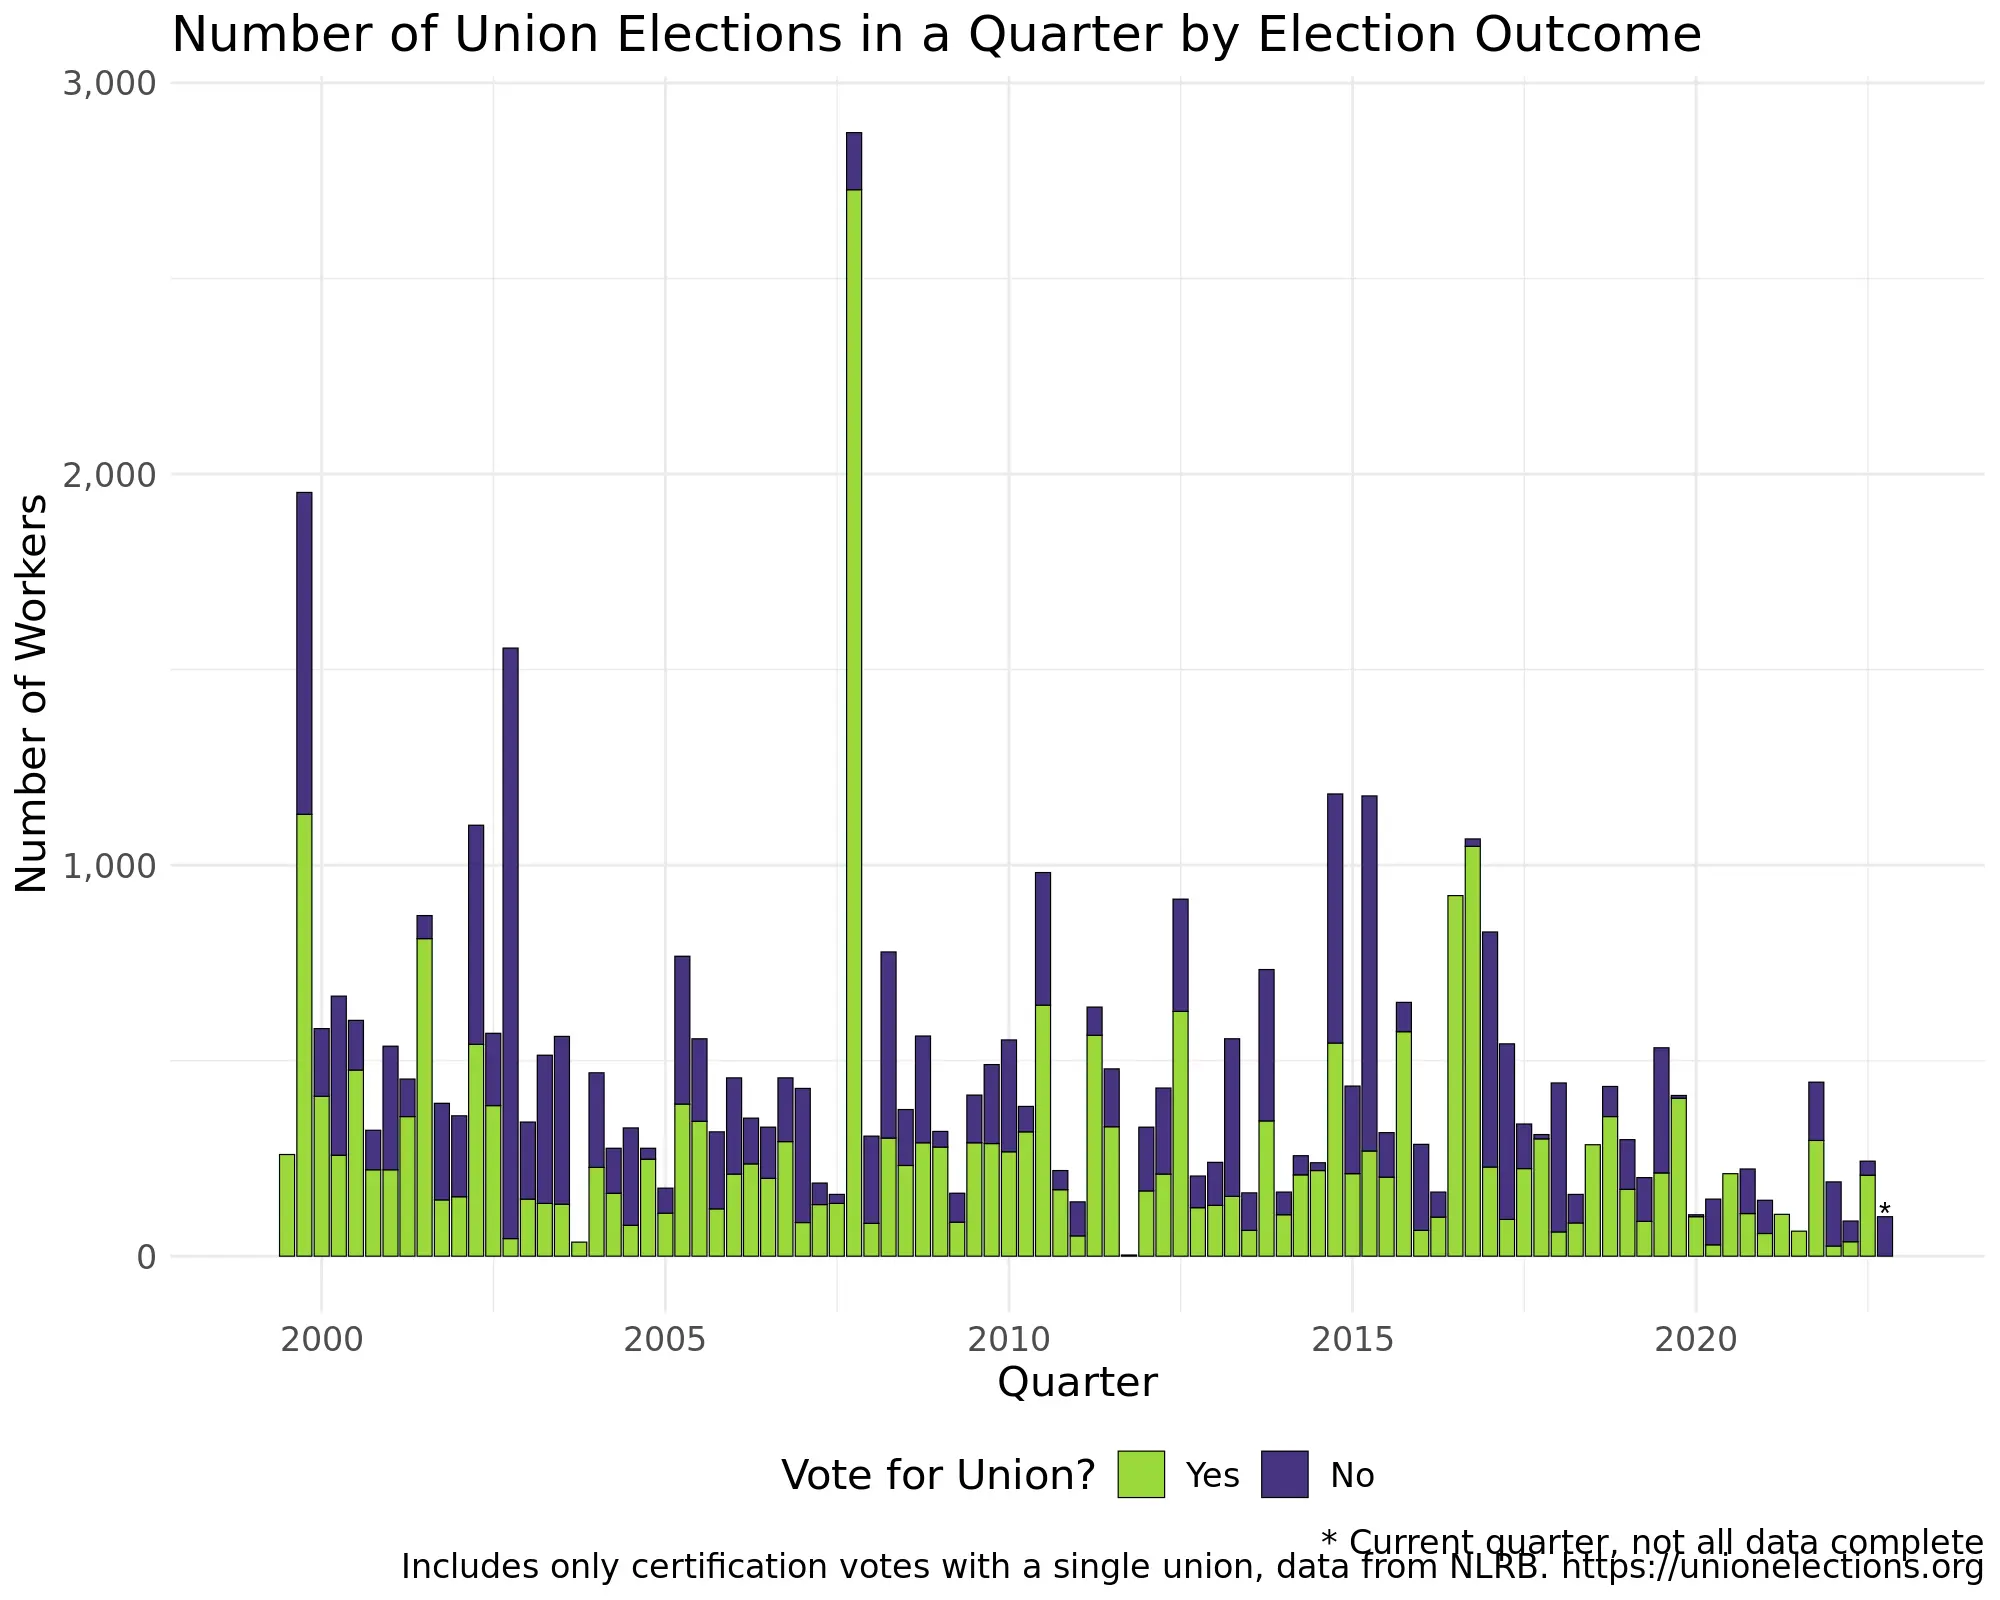 Number of Union Elections in a Quarter by Election Outcome
3,000
2,000
1,000
0
Number of Workers
2000 2005 2010 2015 2020
*
Quarter
Vote for Union? Yes No
* Current quarter, not all data complete
Includes only certification votes with a single union, data from NLRB. https://unionelections.org